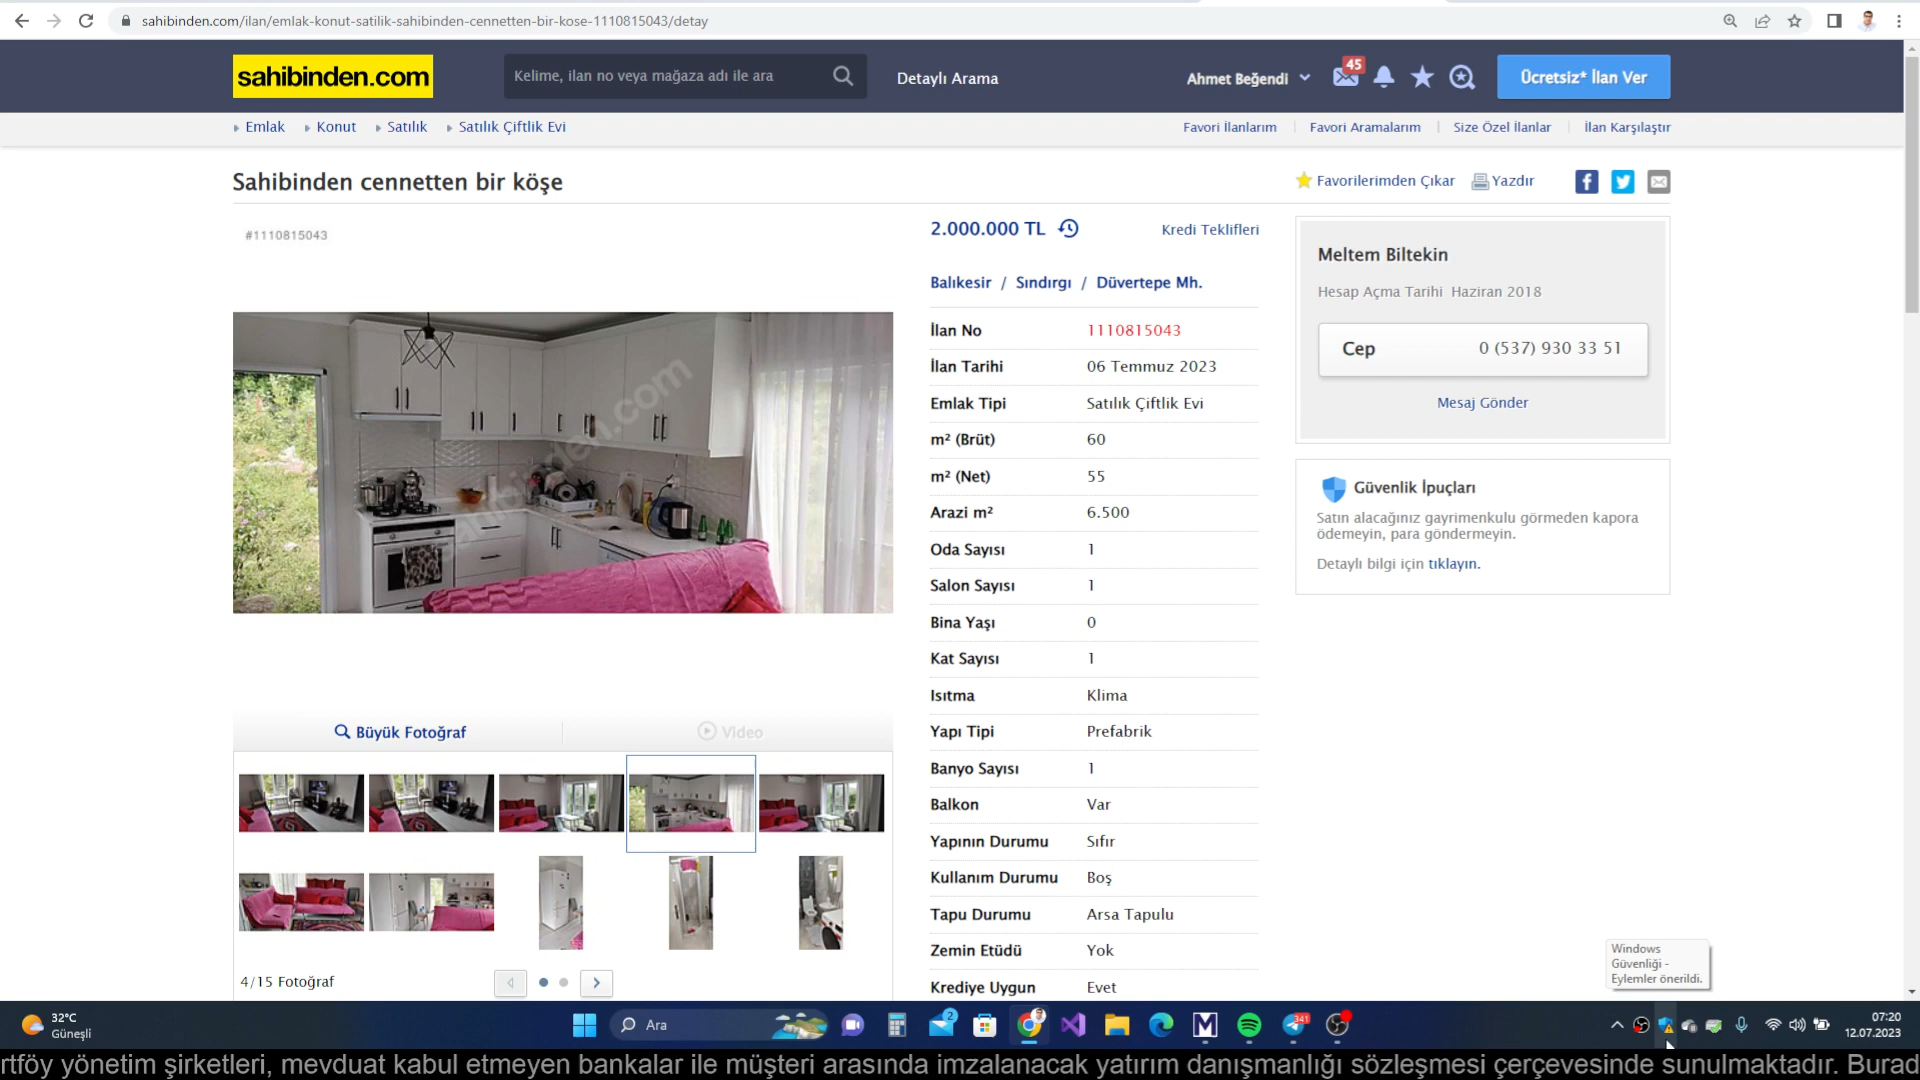 sahibinden.com/ilan/emlak-konut-satilik-sahibinden-cennetten-bir-kose-1110815043/detay
sahibinden.com
Kelime, ilan no veya mağaza adı ile ara
Detaylı Arama
Ahmet Beğendi
45
Ücretsiz* İlan Ver
Emlak
Konut
Satılık
Satılık Çiftlik Evi
Favori İlanlarım
Favori Aramalarım
Size Özel İlanlar
İlan Karşılaştır
Sahibinden cennetten bir köşe
Favorilerimden Çıkar
Yazdır
#1110815043
sahibinden.com
Büyük Fotoğraf
Video
4/15 Fotoğraf
2.000.000 TL
Kredi Teklifleri
Balıkesir / Sındırgı / Düvertepe Mh.
İlan No 1110815043
İlan Tarihi 06 Temmuz 2023
Emlak Tipi Satılık Çiftlik Evi
m² (Brüt) 60
m² (Net) 55
Arazi m² 6.500
Oda Sayısı 1
Salon Sayısı 1
Bina Yaşı 0
Kat Sayısı 1
Isıtma Klima
Yapı Tipi Prefabrik
Banyo Sayısı 1
Balkon Var
Yapının Durumu Sıfır
Kullanım Durumu Boş
Tapu Durumu Arsa Tapulu
Zemin Etüdü Yok
Krediye Uygun Evet
Meltem Biltekin
Hesap Açma Tarihi Haziran 2018
Cep 0 (537) 930 33 51
Mesaj Gönder
Güvenlik İpuçları
Satın alacağınız gayrimenkulu görmeden kapora
ödemeyin, para göndermeyin.
Detaylı bilgi için tıklayın.
Windows
Güvenliği -
Eylemler önerildi.
32°C
Güneşli
Ara
2
341
07:20
12.07.2023
rtföy yönetim şirketleri, mevduat kabul etmeyen bankalar ile müşteri arasında imzalanacak yatırım danışmanlığı sözleşmesi çerçevesinde sunulmaktadır. Burad